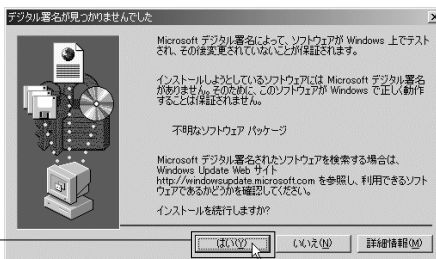 デジタル署名が見つかりませんでした
Microsoft デジタル署名によって、ソフトウェアが Windows 上でテスト
され、その後変更されていないことが保証されます。
インストールしようとしているソフトウェアには Microsoft デジタル署名
がありません。そのために、このソフトウェアが Windows で正しく動作
することは保証されません。
不明なソフトウェア パッケージ
Microsoft デジタル署名されたソフトウェアを検索する場合は、
Windows Update Web サイト
http://windowsupdate.microsoft.com を参照し、利用できるソフト
ウェアであるかどうかを確認してください。
インストールを続行しますか?
はい(Y) いいえ(N) 詳細情報(M)